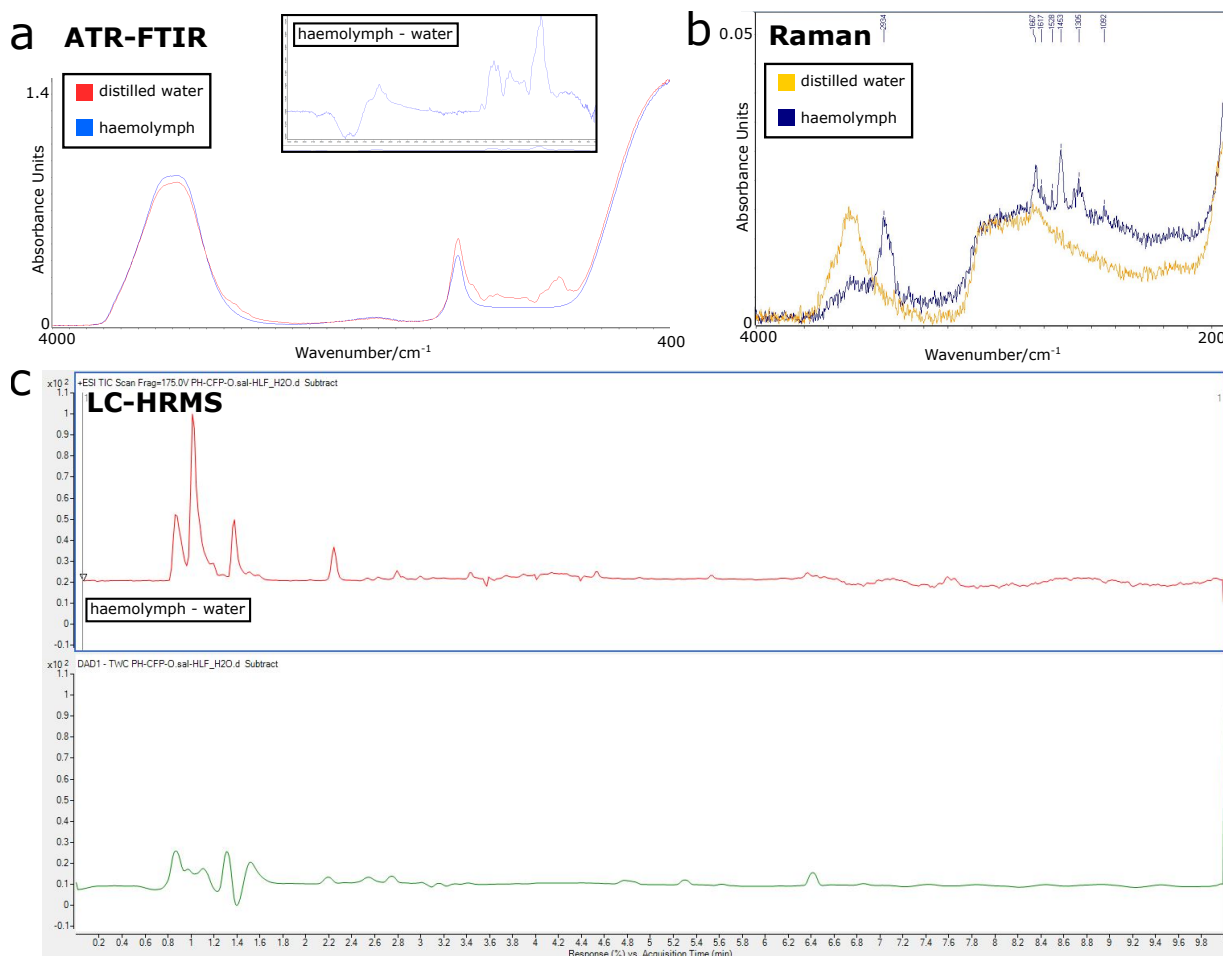 a ATR-FTIR
haemolymph - water
distilled water
haemolymph
1.4
0
Absorbance Units
4000
400
Wavenumber/cm-1
b Raman
0.05
2934
1667
1617
1528
1453
1305
1092
distilled water
haemolymph
Absorbance Units
0
4000
200
Wavenumber/cm-1
c LC-HRMS
x10 2
+ESI TIC Scan Frag=175.0V PH-CFP-O.sal-HLF_H2O.d Subtract
1.1
1
0.9
0.8
0.7
0.6
0.5
0.4
0.3
0.2
0.1
0
-0.1
1
haemolymph - water
x10 2
DAD1 - TWC PH-CFP-O.sal-HLF_H2O.d Subtract
1.1
1
0.9
0.8
0.7
0.6
0.5
0.4
0.3
0.2
0.1
0
-0.1
0.2 0.4 0.6 0.8 1 1.2 1.4 1.6 1.8 2 2.2 2.4 2.6 2.8 3 3.2 3.4 3.6 3.8 4 4.2 4.4 4.6 4.8 5 5.2 5.4 5.6 5.8 6 6.2 6.4 6.6 6.8 7 7.2 7.4 7.6 7.8 8 8.2 8.4 8.6 8.8 9 9.2 9.4 9.6 9.8
Response (%) vs. Acquisition Time (min)